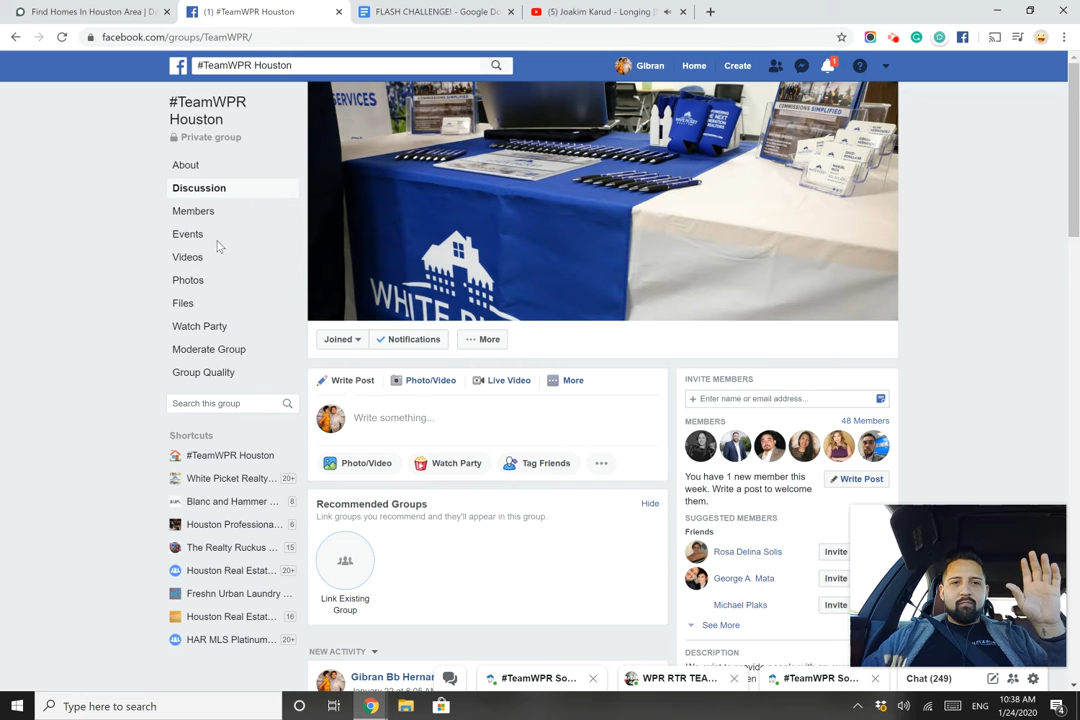 Find Homes In Houston Area | D
(1) #TeamWPR Houston
FLASH CHALLENGE! - Google Do
(5) Joakim Karud - Longing
facebook.com/groups/TeamWPR/
#TeamWPR Houston
Gibran
Home
Create
1
#TeamWPR
Houston
Private group
About
Discussion
Members
Events
Videos
Photos
Files
Watch Party
Moderate Group
Group Quality
Search this group
Shortcuts
#TeamWPR Houston
White Picket Realty... 20+
Blanc and Hammer ... 8
Houston Professiona... 6
The Realty Ruckus ... 15
Houston Real Estat... 20+
Freshn Urban Laundry ...
Houston Real Estat... 16
HAR MLS Platinum... 20+
SERVICES
COMMISSIONS SIMPLIFIED
WHITE PI
Joined
Notifications
... More
Write Post
Photo/Video
Live Video
More
Write something...
Photo/Video
Watch Party
Tag Friends
Recommended Groups
Hide
Link groups you recommend and they'll appear in this group.
Link Existing
Group
NEW ACTIVITY
Gibran Bb Hernar
INVITE MEMBERS
+ Enter name or email address...
MEMBERS
48 Members
You have 1 new member this
week. Write a post to welcome
them.
Write Post
SUGGESTED MEMBERS
Friends
Rosa Delina Solis
Invite
George A. Mata
Invite
Michael Plaks
Invite
See More
DESCRIPTION
#TeamWPR So...
WPR RTR TEA...
#TeamWPR So...
Chat (249)
Type here to search
ENG
10:38 AM
1/24/2020
4